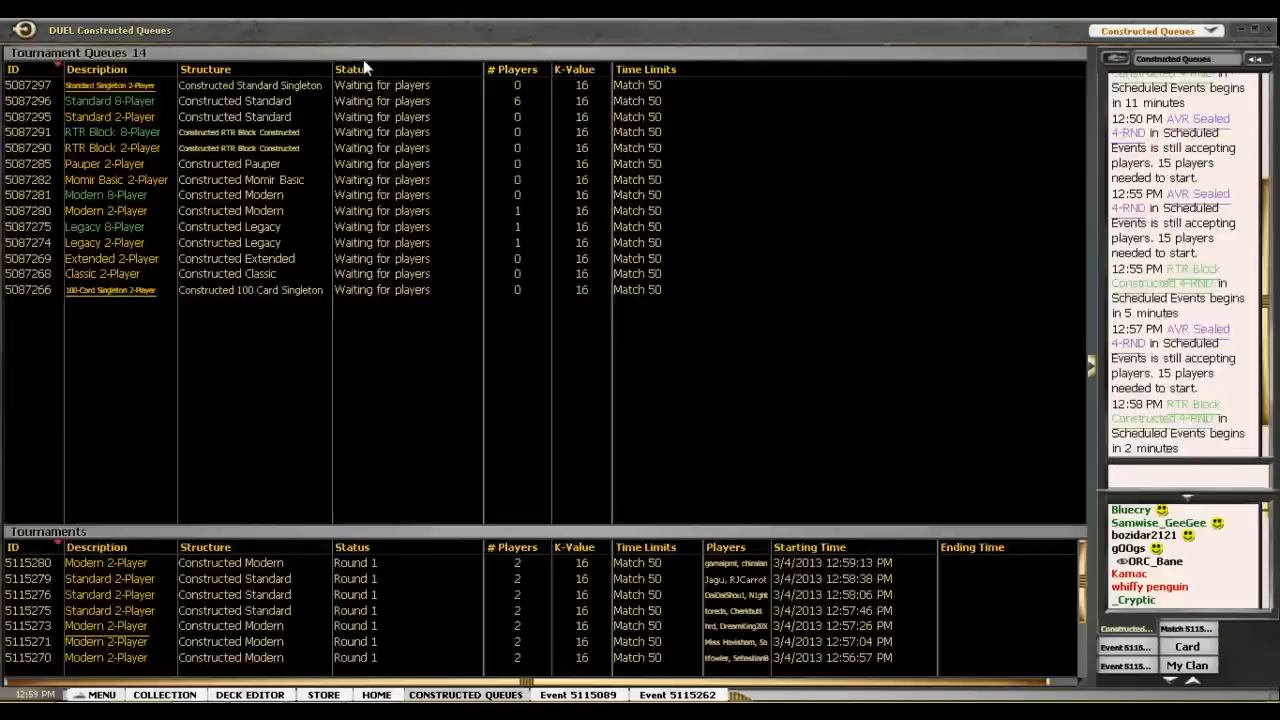 DUEL Constructed Queues
Constructed Queues
Tournament Queues 14
ID Description Structure Status # Players K-Value Time Limits
5087297 Standard Singleton 2-Player Constructed Standard Singleton Waiting for players 0 16 Match 50
5087296 Standard 8-Player Constructed Standard Waiting for players 6 16 Match 50
5087295 Standard 2-Player Constructed Standard Waiting for players 0 16 Match 50
5087291 RTR Block 8-Player Constructed RTR Block Constructed Waiting for players 0 16 Match 50
5087290 RTR Block 2-Player Constructed RTR Block Constructed Waiting for players 0 16 Match 50
5087285 Pauper 2-Player Constructed Pauper Waiting for players 0 16 Match 50
5087282 Momir Basic 2-Player Constructed Momir Basic Waiting for players 0 16 Match 50
5087281 Modern 8-Player Constructed Modern Waiting for players 0 16 Match 50
5087280 Modern 2-Player Constructed Modern Waiting for players 1 16 Match 50
5087275 Legacy 8-Player Constructed Legacy Waiting for players 1 16 Match 50
5087274 Legacy 2-Player Constructed Legacy Waiting for players 1 16 Match 50
5087269 Extended 2-Player Constructed Extended Waiting for players 0 16 Match 50
5087268 Classic 2-Player Constructed Classic Waiting for players 0 16 Match 50
5087266 100-Card Singleton 2-Player Constructed 100 Card Singleton Waiting for players 0 16 Match 50
Tournaments
ID Description Structure Status # Players K-Value Time Limits Players Starting Time Ending Time
5115280 Modern 2-Player Constructed Modern Round 1 2 16 Match 50 3/4/2013 12:59:13 PM
5115279 Standard 2-Player Constructed Standard Round 1 2 16 Match 50 Jagu, RJCarrot 3/4/2013 12:58:38 PM
5115276 Standard 2-Player Constructed Standard Round 1 2 16 Match 50 3/4/2013 12:58:06 PM
5115275 Standard 2-Player Constructed Standard Round 1 2 16 Match 50 3/4/2013 12:57:46 PM
5115273 Modern 2-Player Constructed Modern Round 1 2 16 Match 50 3/4/2013 12:57:26 PM
5115271 Modern 2-Player Constructed Modern Round 1 2 16 Match 50 Miss Havisham, Sa 3/4/2013 12:57:04 PM
5115270 Modern 2-Player Constructed Modern Round 1 2 16 Match 50 3/4/2013 12:56:57 PM
Constructed Queues
Constructed 4-RND in
Scheduled Events begins
in 11 minutes
12:50 PM AVR Sealed
4-RND in Scheduled
Events is still accepting
players. 15 players
needed to start.
12:55 PM AVR Sealed
4-RND in Scheduled
Events is still accepting
players. 15 players
needed to start.
12:55 PM RTR Block
Constructed 4-RND in
Scheduled Events begins
in 5 minutes
12:57 PM AVR Sealed
4-RND in Scheduled
Events is still accepting
players. 15 players
needed to start.
12:58 PM RTR Block
Constructed 4-RND in
Scheduled Events begins
in 2 minutes
Bluecry
Samwise_GeeGee
bozidar2121
g00gs
ORC_Bane
Kamac
whiffy penguin
_Cryptic
Constructed... Match 5115...
Event 5115... Card
Event 5115... My Clan
12:59 PM MENU COLLECTION DECK EDITOR STORE HOME CONSTRUCTED QUEUES Event 5115089 Event 5115262